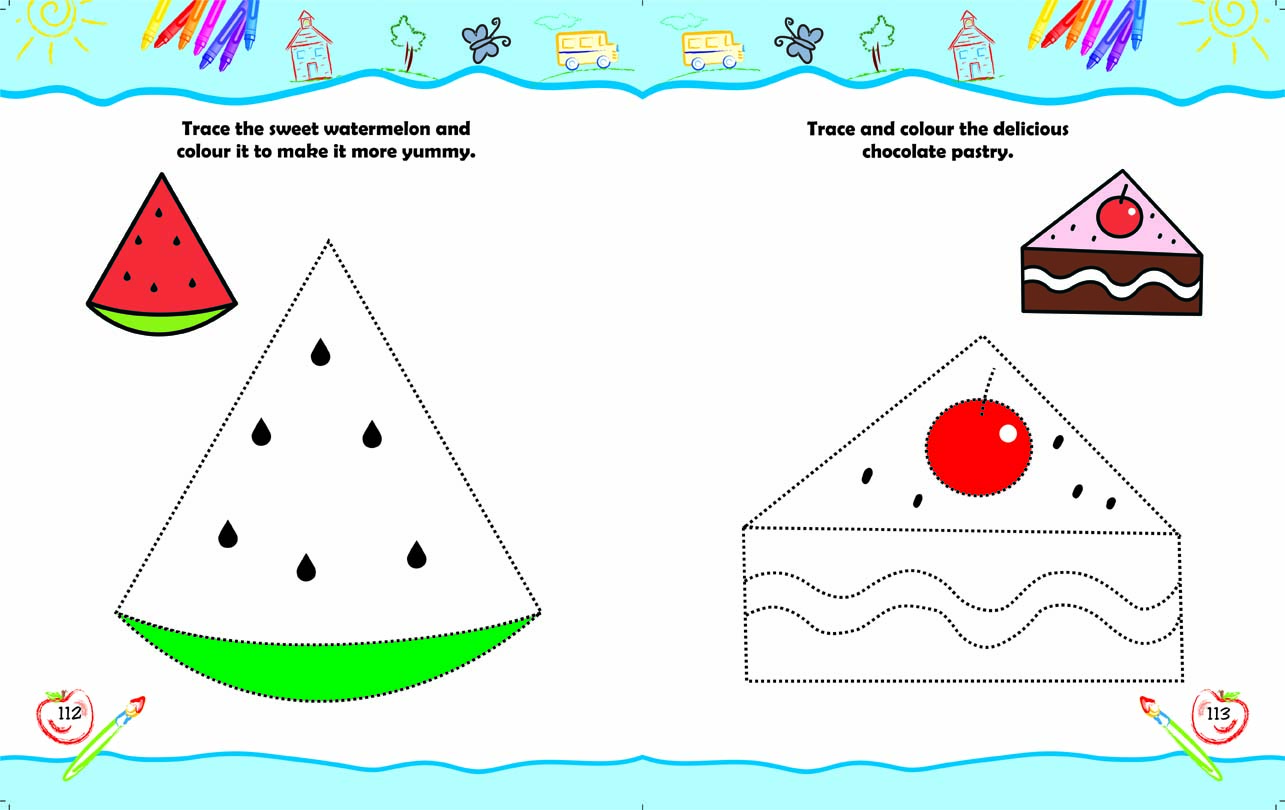 Trace the sweet watermelon and
colour it to make it more yummy.
112
Trace and colour the delicious
chocolate pastry.
113